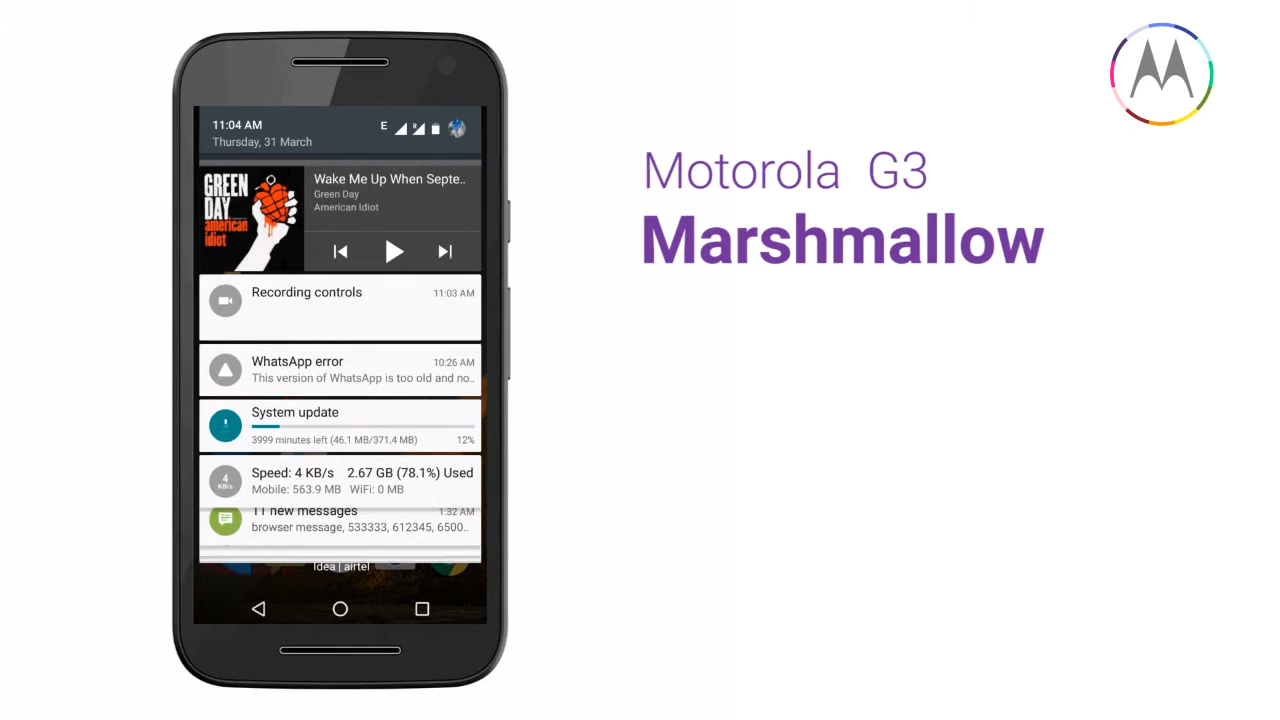 11:04 AM
E
R
Thursday, 31 March
GREEN
DAY
american
idiot
Wake Me Up When Septe..
Green Day
American Idiot
Recording controls 11:03 AM
WhatsApp error 10:26 AM
This version of WhatsApp is too old and no..
System update
3999 minutes left (46.1 MB/371.4 MB) 12%
4
KB/s
Speed: 4 KB/s 2.67 GB (78.1%) Used
Mobile: 563.9 MB WiFi: 0 MB
11 new messages 1:32 AM
browser message, 533333, 612345, 6500..
Idea | airtel
Motorola G3
Marshmallow